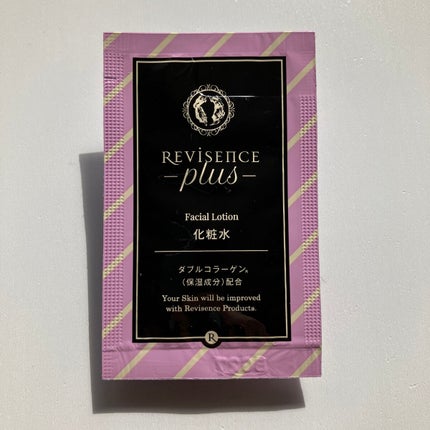 REVISENCE
plus
Facial Lotion
化粧水
ダブルコラーゲン※
（保湿成分）配合
Your Skin will be improved
with Revisence Products.
R